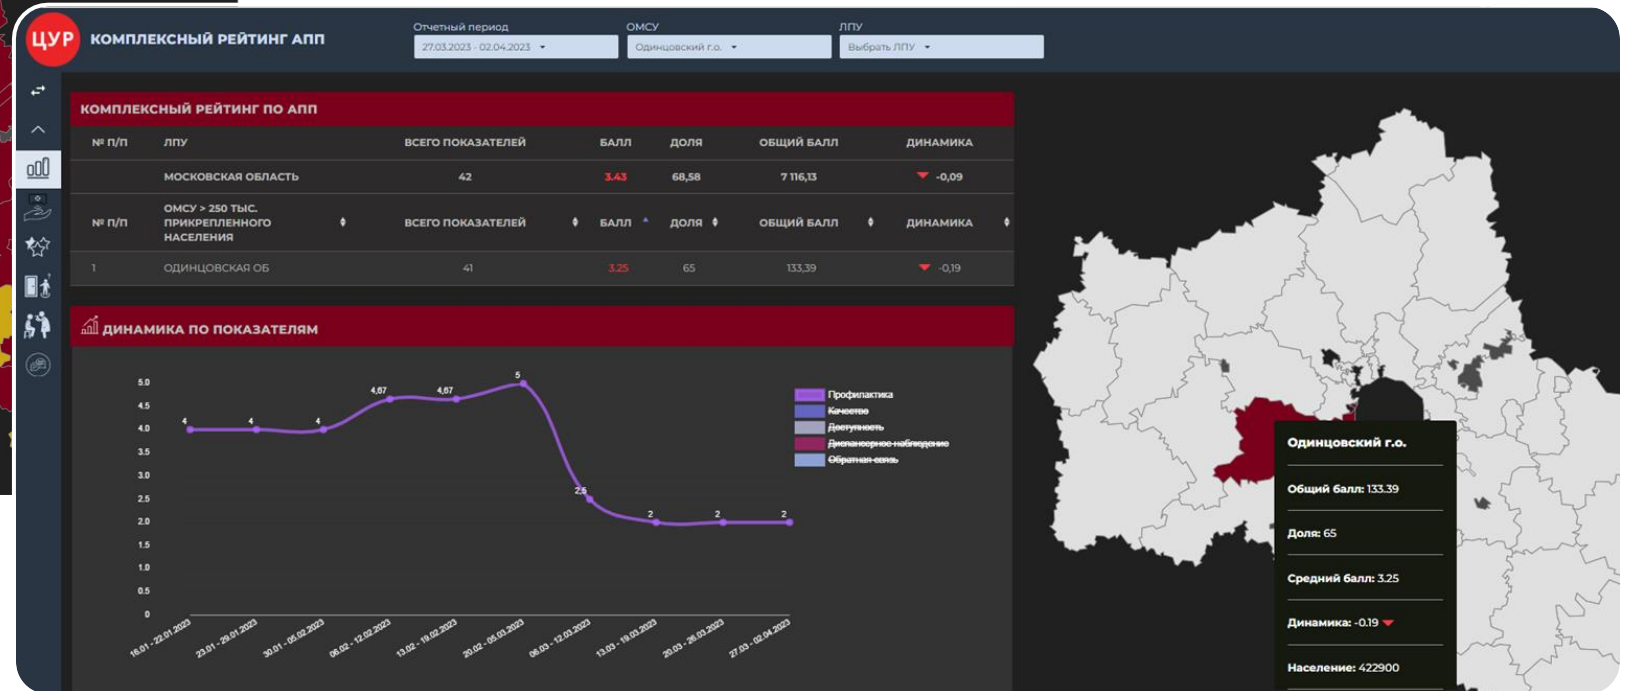 ЦУР
КОМПЛЕКСНЫЙ РЕЙТИНГ АПП
Отчетный период
27.03.2023 - 02.04.2023
ОМСУ
Одинцовский г.о.
ЛПУ
Выбрать ЛПУ
КОМПЛЕКСНЫЙ РЕЙТИНГ ПО АПП
№ П/П ЛПУ ВСЕГО ПОКАЗАТЕЛЕЙ БАЛЛ ДОЛЯ ОБЩИЙ БАЛЛ ДИНАМИКА
МОСКОВСКАЯ ОБЛАСТЬ 42 3.43 68,58 7 116,13 -0,09
№ П/П ОМСУ > 250 ТЫС. ПРИКРЕПЛЕННОГО НАСЕЛЕНИЯ ВСЕГО ПОКАЗАТЕЛЕЙ БАЛЛ ДОЛЯ ОБЩИЙ БАЛЛ ДИНАМИКА
1 ОДИНЦОВСКАЯ ОБ 41 3.25 65 133,39 -0,19
ДИНАМИКА ПО ПОКАЗАТЕЛЯМ
5.0
4.5
4.0
3.5
3.0
2.5
2.0
1.5
1.0
0.5
0
4 4 4 4,67 4,67 5 2,5 2 2 2
16.01 - 22.01.2023
23.01 - 29.01.2023
30.01 - 05.02.2023
06.02 - 12.02.2023
13.02 - 19.02.2023
20.02 - 05.03.2023
06.03 - 12.03.2023
13.03 - 19.03.2023
20.03 - 26.03.2023
27.03 - 02.04.2023
Профилактика
Качество
Доступность
Диспансерное наблюдение
Обратная связь
Одинцовский г.о.
Общий балл: 133.39
Доля: 65
Средний балл: 3.25
Динамика: -0.19
Население: 422900